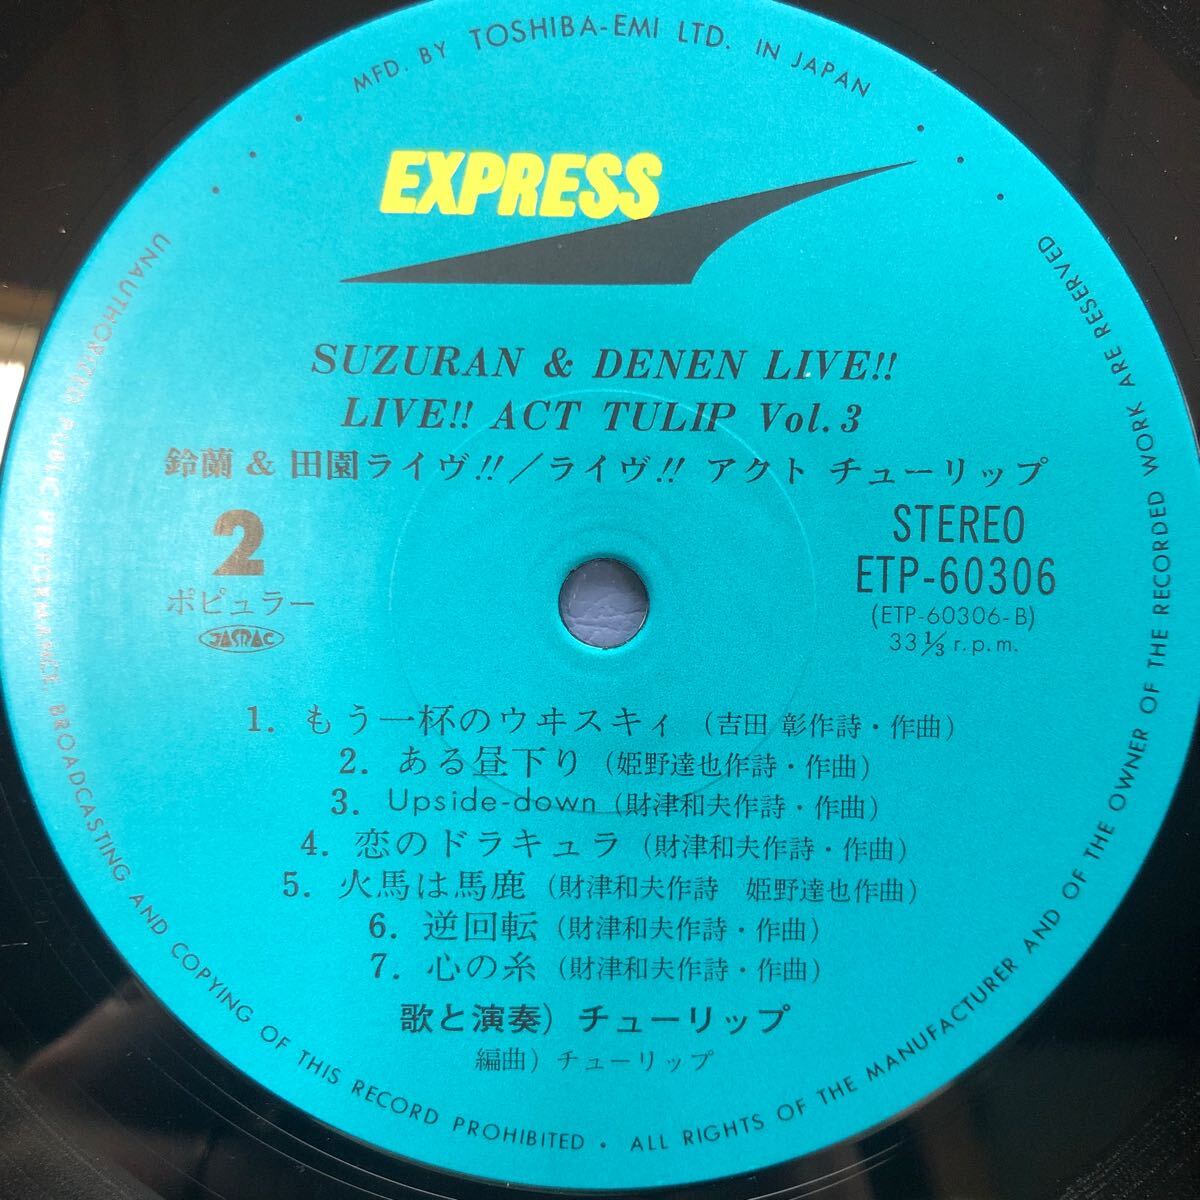 MFD. BY TOSHIBA-EMI LTD. IN JAPAN
EXPRESS
SUZURAN & DENEN LIVE!!
LIVE!! ACT TULIP Vol.3
鈴蘭 & 田園ライヴ!!/ライヴ!! アクト チューリップ
2
ポピュラー
JASRAC
STEREO
ETP-60306
(ETP-60306-B)
33⅓ r.p.m.
1. もう一杯のウヰスキィ (吉田 彰作詩・作曲)
2. ある昼下り (姫野達也作詩・作曲)
3. Upside-down (財津和夫作詩・作曲)
4. 恋のドラキュラ (財津和夫作詩・作曲)
5. 火馬は馬鹿 (財津和夫作詩 姫野達也作曲)
6. 逆回転 (財津和夫作詩・作曲)
7. 心の糸 (財津和夫作詩・作曲)
歌と演奏) チューリップ
編曲) チューリップ
UNAUTHORIZED PUBLIC PERFORMANCE, BROADCASTING AND COPYING OF THIS RECORD PROHIBITED • ALL RIGHTS OF THE MANUFACTURER AND OF THE OWNER OF THE RECORDED WORK ARE RESERVED